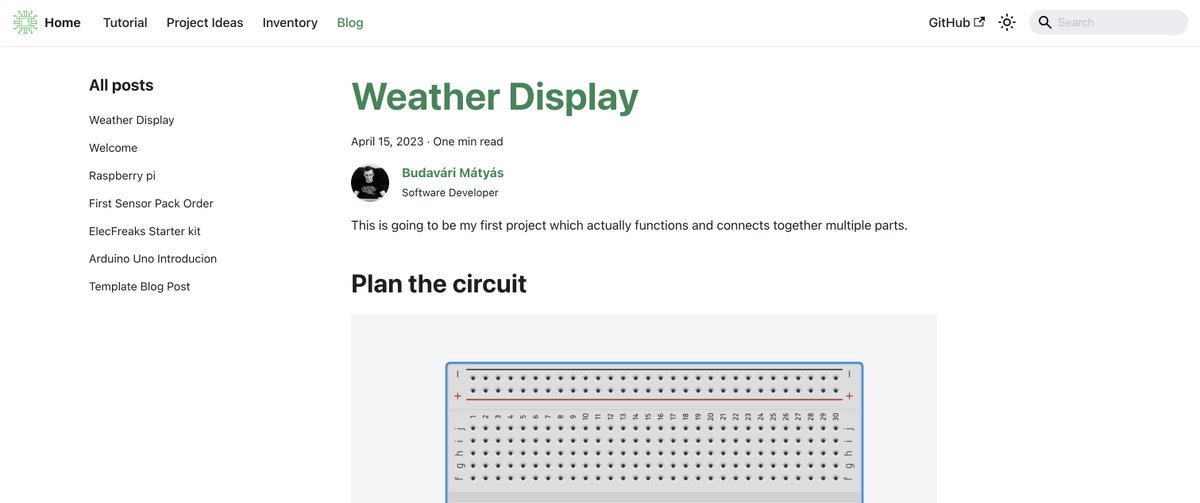 Home Tutorial Project Ideas Inventory Blog GitHub Search
All posts
Weather Display
Welcome
Raspberry pi
First Sensor Pack Order
ElecFreaks Starter kit
Arduino Uno Introducion
Template Blog Post
Weather Display
April 15, 2023 · One min read
Budavári Mátyás
Software Developer
This is going to be my first project which actually functions and connects together multiple parts.
Plan the circuit
− −
+ +
1 2 3 4 5 6 7 8 9 10 11 12 13 14 15 16 17 18 19 20 21 22 23 24 25 26 27 28 29 30
j j
i i
h h
g g
f f